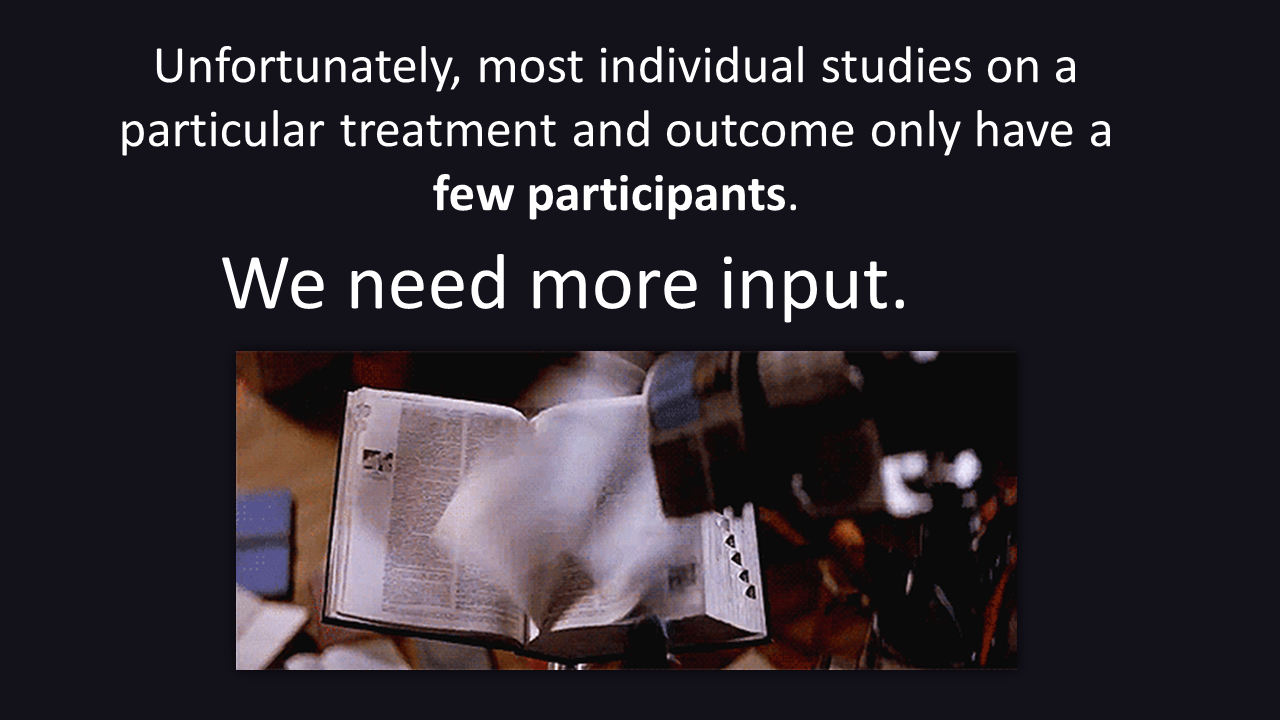 Unfortunately, most individual studies on a
particular treatment and outcome only have a
few participants.
We need more input.